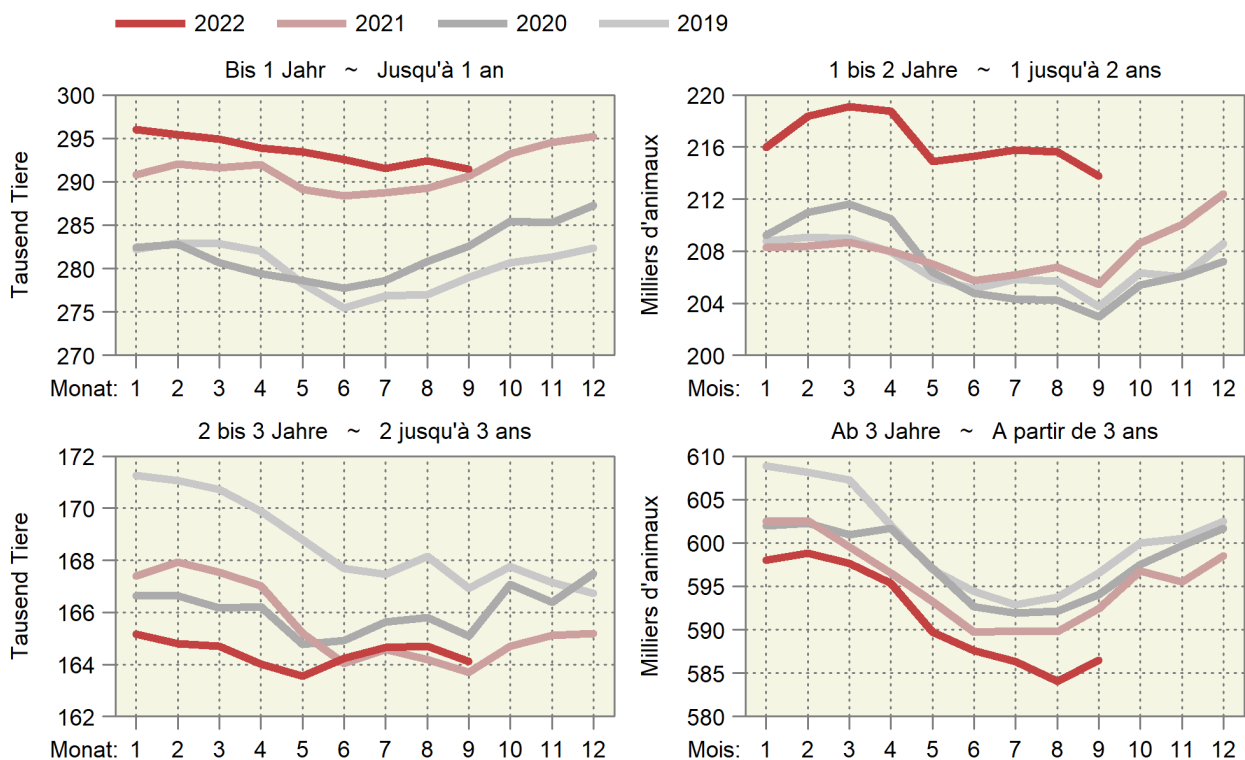 2022 2021 2020 2019
Bis 1 Jahr ~ Jusqu'à 1 an
Tausend Tiere
300
295
290
285
280
275
270
Monat: 1 2 3 4 5 6 7 8 9 10 11 12
1 bis 2 Jahre ~ 1 jusqu'à 2 ans
Milliers d'animaux
220
216
212
208
204
200
Mois: 1 2 3 4 5 6 7 8 9 10 11 12
2 bis 3 Jahre ~ 2 jusqu'à 3 ans
Tausend Tiere
172
170
168
166
164
162
Monat: 1 2 3 4 5 6 7 8 9 10 11 12
Ab 3 Jahre ~ A partir de 3 ans
Milliers d'animaux
610
605
600
595
590
585
580
Mois: 1 2 3 4 5 6 7 8 9 10 11 12